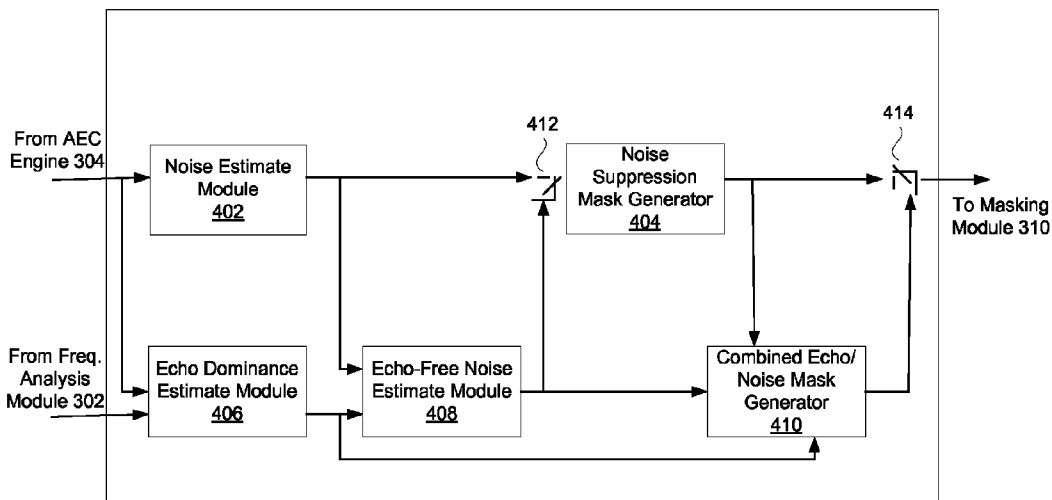 From AEC
Engine 304
Noise Estimate
Module
402
412
Noise
Suppression
Mask Generator
404
414
To Masking
Module 310
From Freq.
Analysis
Module 302
Echo Dominance
Estimate Module
406
Echo-Free Noise
Estimate Module
408
Combined Echo/
Noise Mask
Generator
410